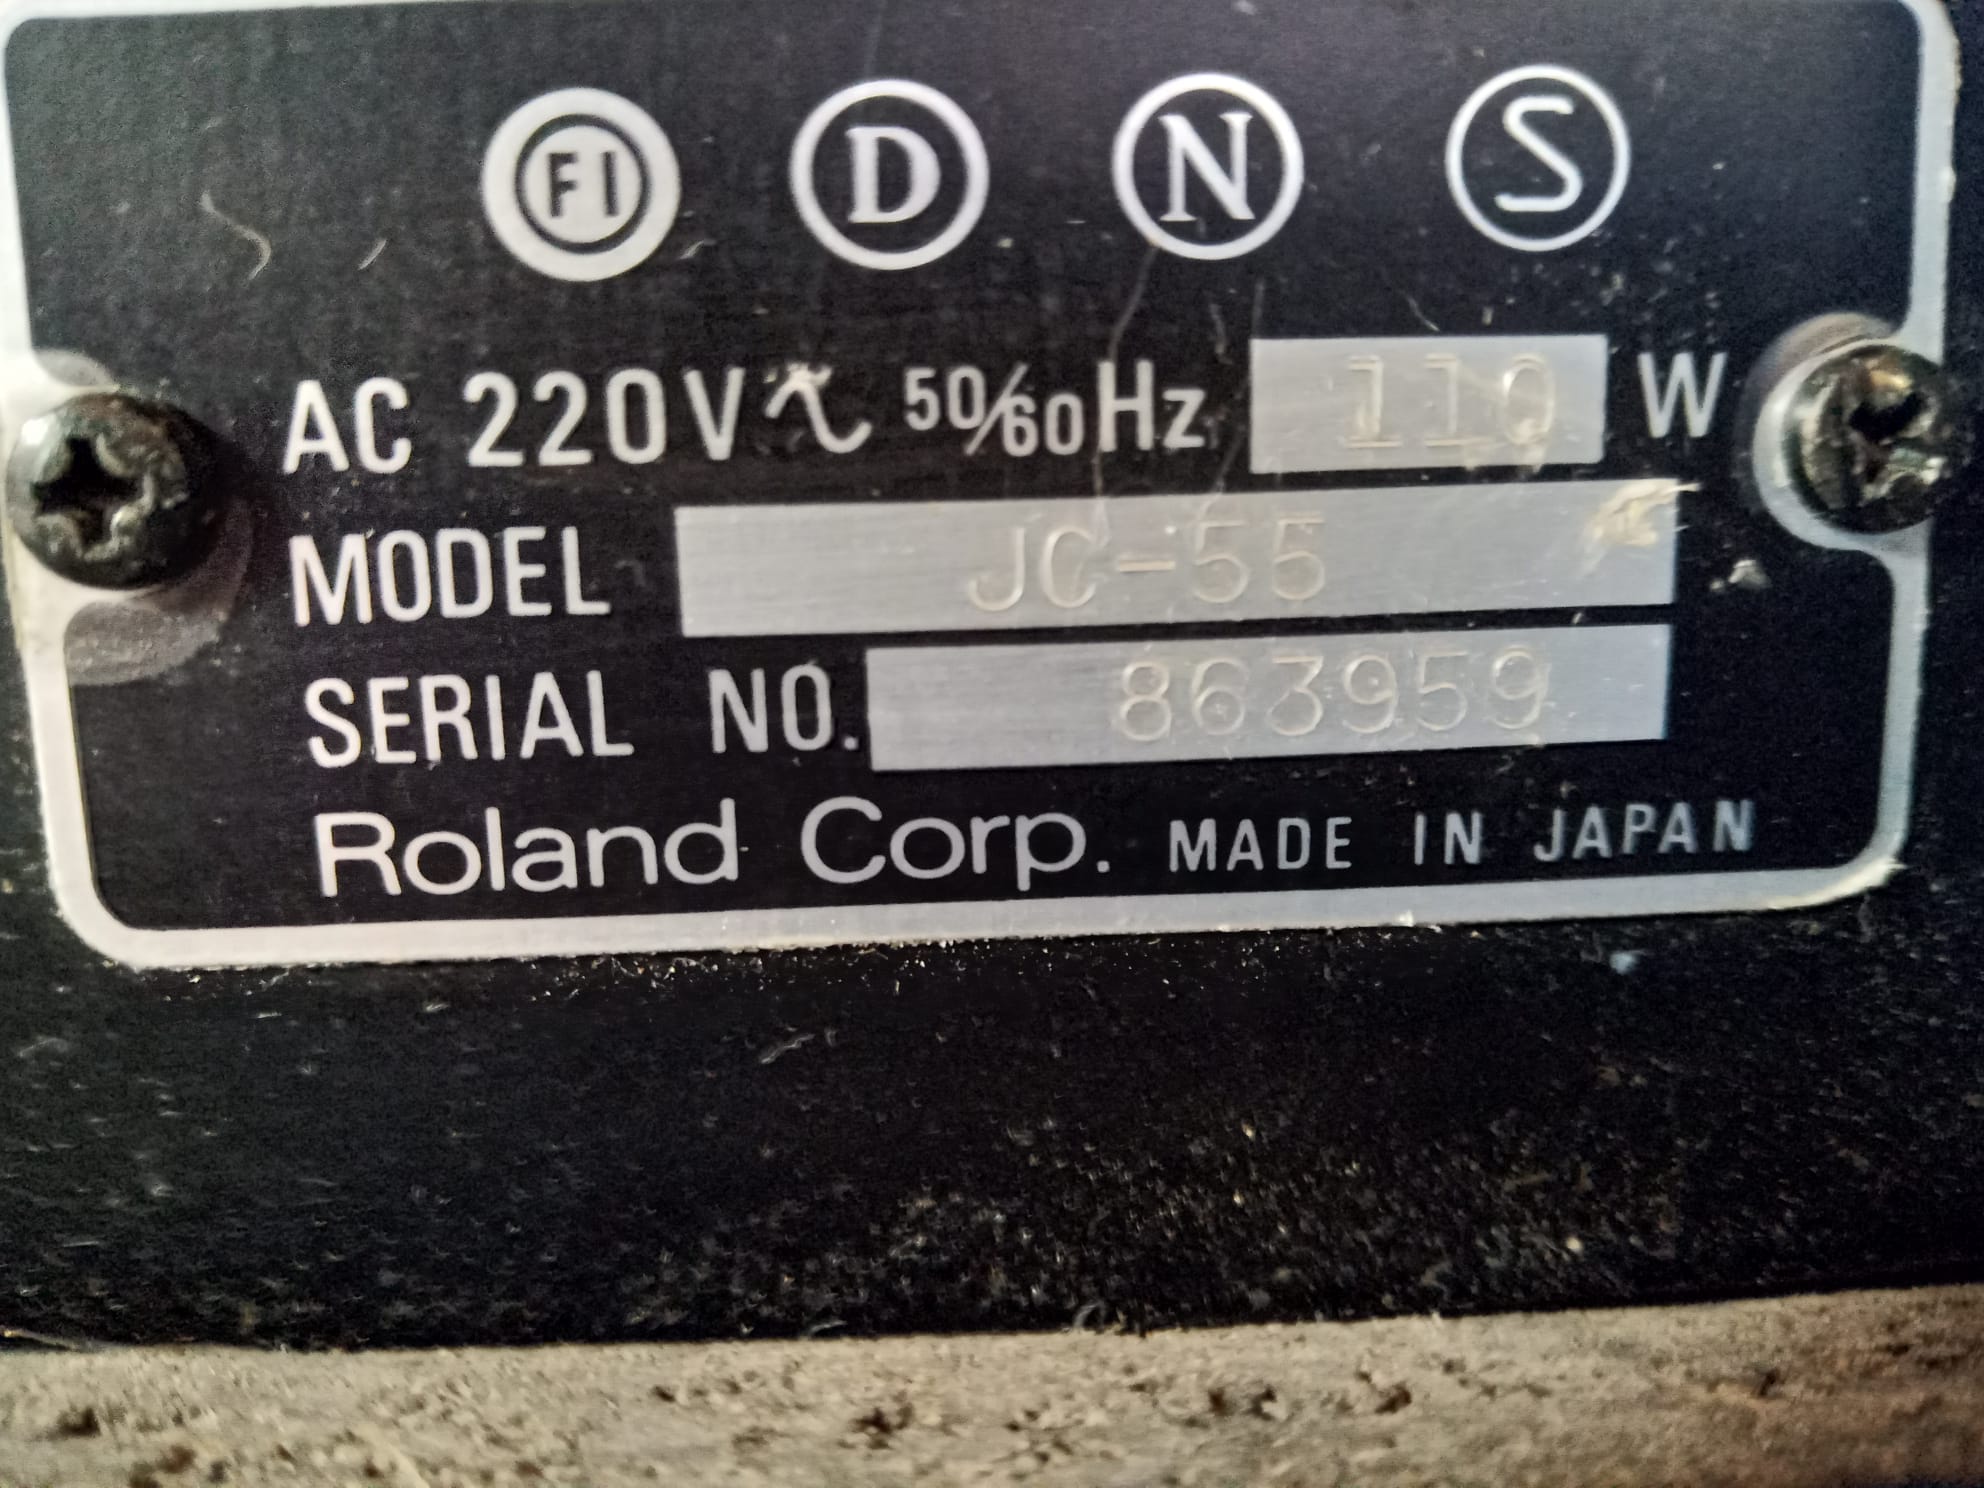 FI D N S
AC 220V~ 50/60Hz 110 W
MODEL JC-55
SERIAL NO. 863959
Roland Corp. MADE IN JAPAN